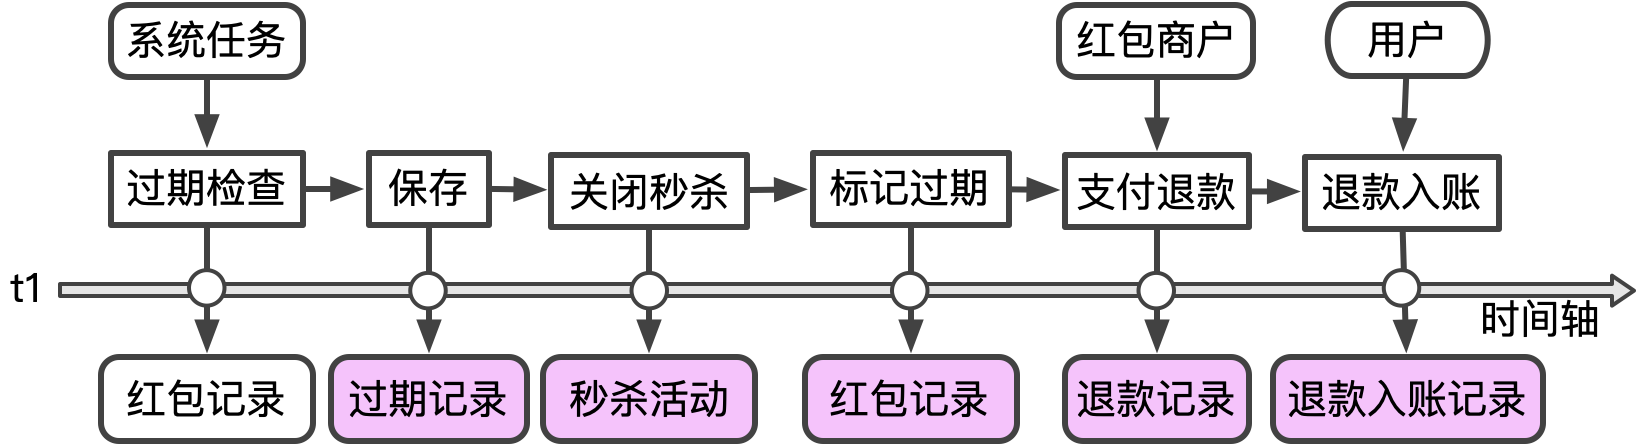 系统任务
红包商户
用户
过期检查
保存
关闭秒杀
标记过期
支付退款
退款入账
t1
时间轴
红包记录
过期记录
秒杀活动
红包记录
退款记录
退款入账记录